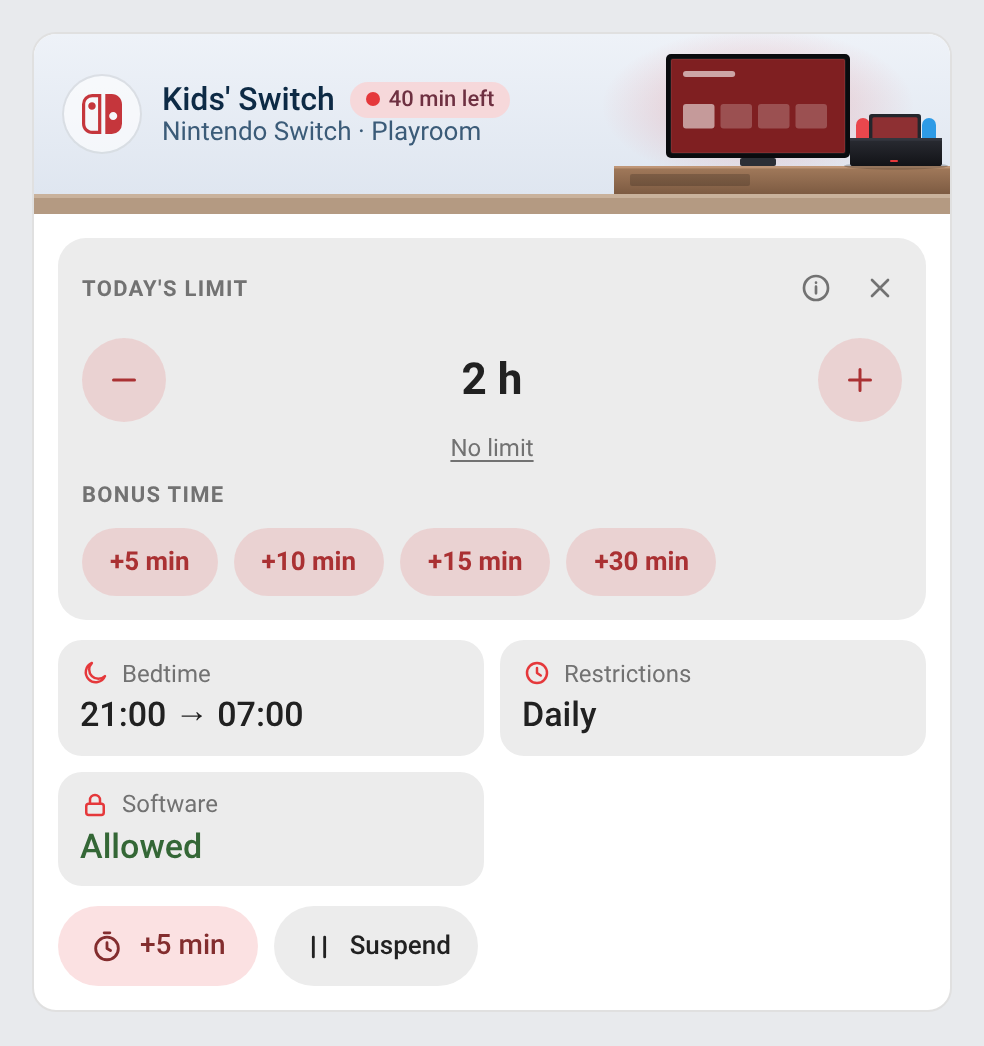 Kids' Switch
40 min left
Nintendo Switch · Playroom
TODAY'S LIMIT
2 h
No limit
BONUS TIME
+5 min
+10 min
+15 min
+30 min
Bedtime
21:00 → 07:00
Restrictions
Daily
Software
Allowed
+5 min
Suspend